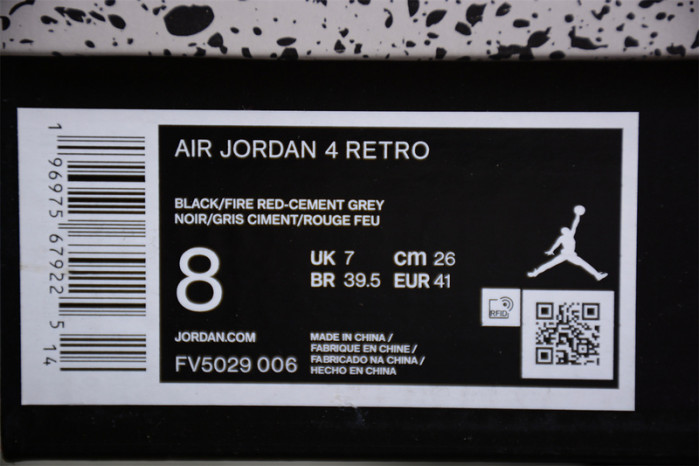 1 96975 67922 5 14
AIR JORDAN 4 RETRO
BLACK/FIRE RED-CEMENT GREY
NOIR/GRIS CIMENT/ROUGE FEU
8
UK 7 cm 26
BR 39.5 EUR 41
RFID
JORDAN.COM
FV5029 006
MADE IN CHINA /
FABRIQUE EN CHINE /
FABRICADO NA CHINA /
HECHO EN CHINA